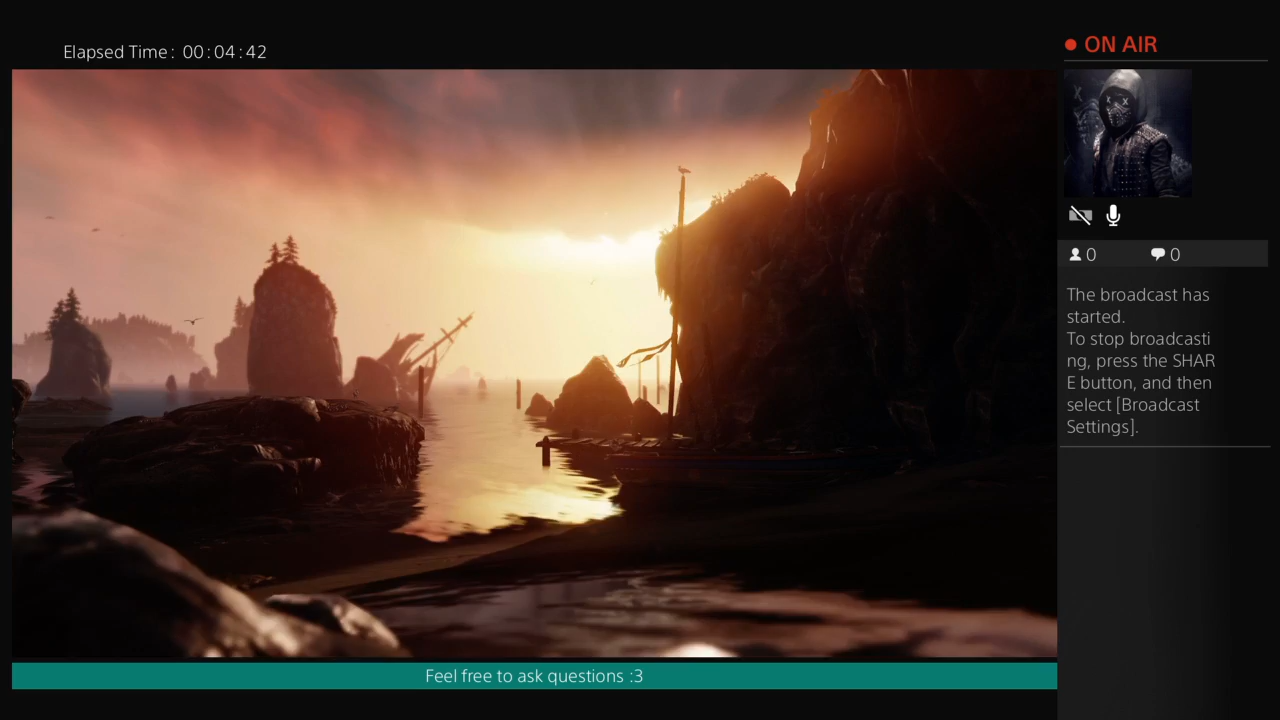 Elapsed Time: 00:04:42
ON AIR
0
0
The broadcast has
started.
To stop broadcasti
ng, press the SHAR
E button, and then
select [Broadcast
Settings].
Feel free to ask questions :3